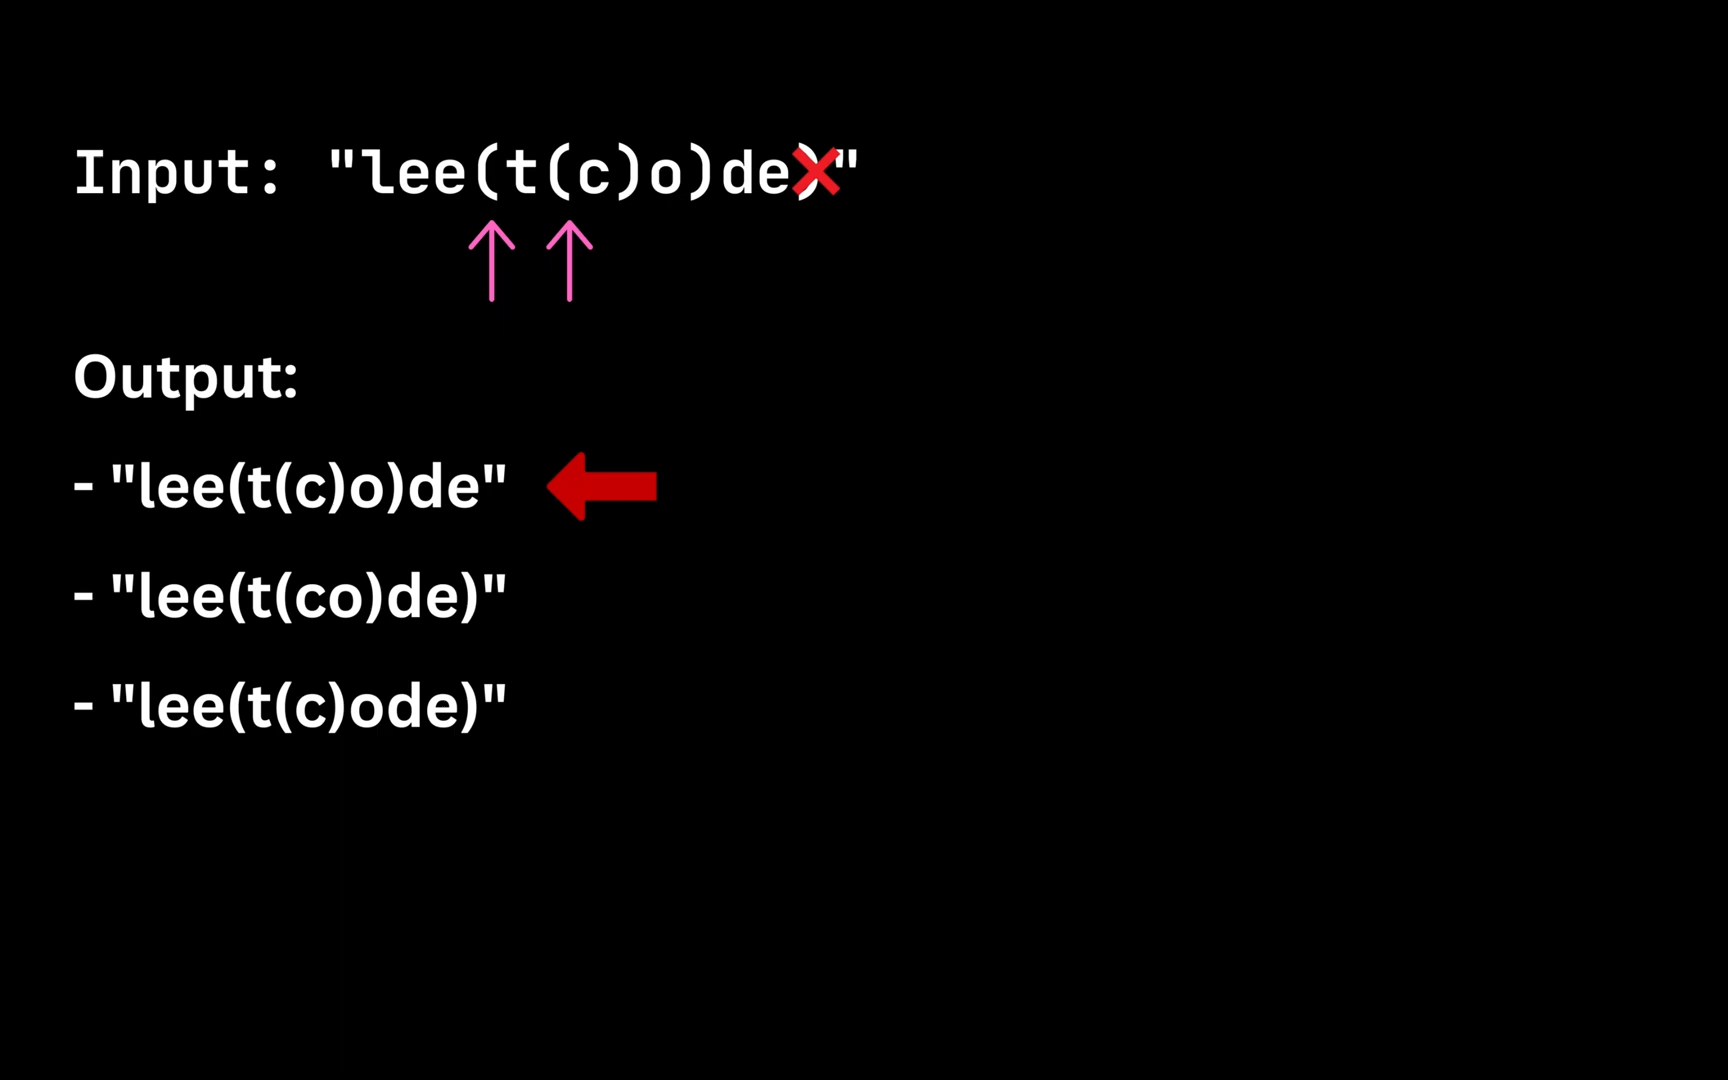 Input: "lee(t(c)o)de)"
Output:
- "lee(t(c)o)de"
- "lee(t(co)de)"
- "lee(t(c)ode)"